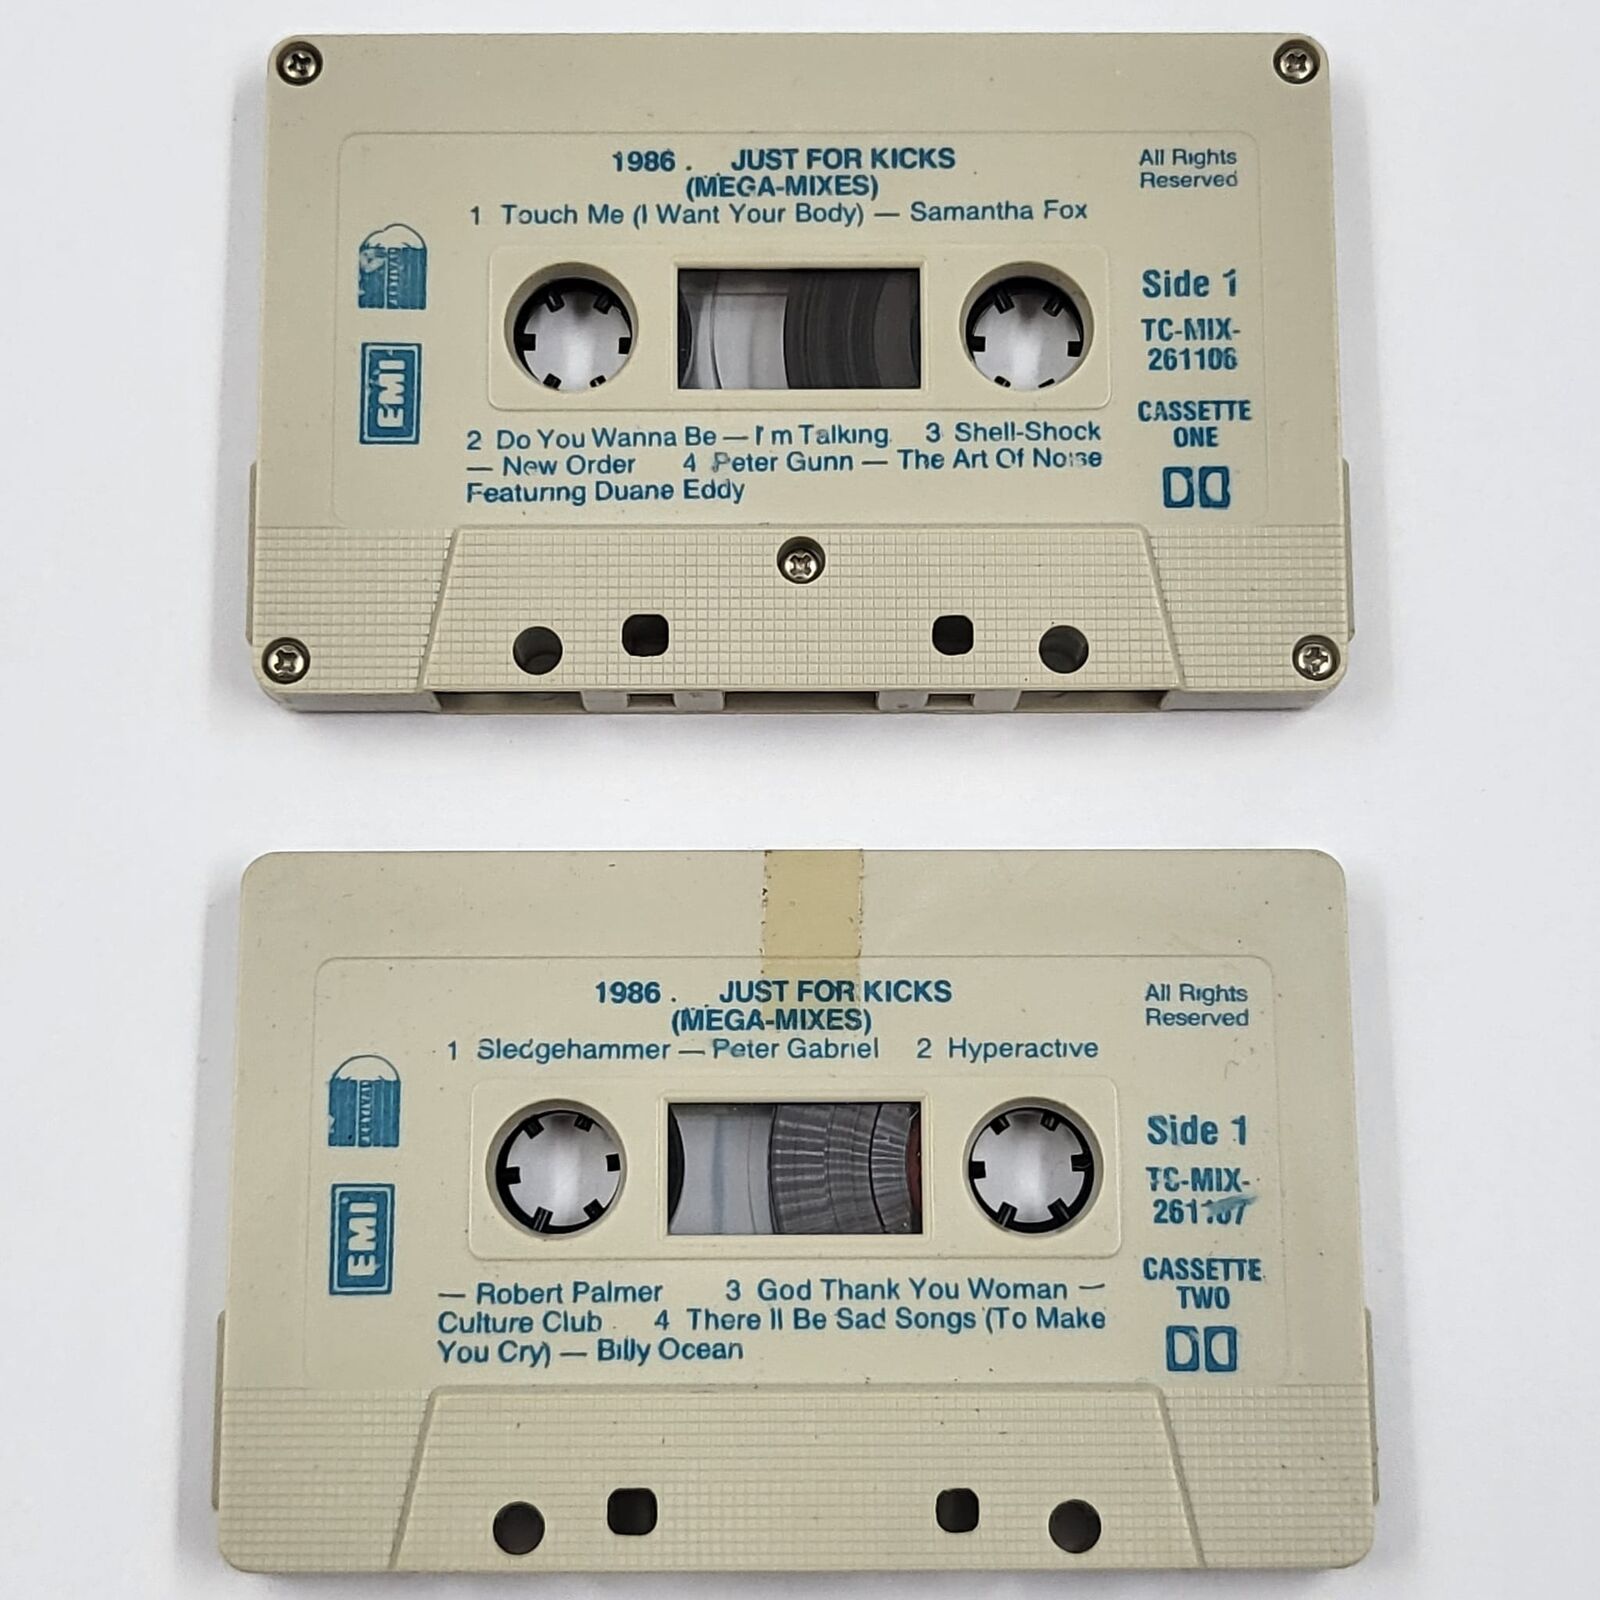 1986 . JUST FOR KICKS
(MEGA-MIXES)
All Rights
Reserved
1 Touch Me (I Want Your Body) — Samantha Fox
EMI
Side 1
TC-MIX-
261106
CASSETTE
ONE
2 Do You Wanna Be — I'm Talking 3 Shell-Shock
— New Order 4 Peter Gunn — The Art Of Noise
Featuring Duane Eddy
1986 . JUST FOR KICKS
(MEGA-MIXES)
All Rights
Reserved
1 Sledgehammer — Peter Gabriel 2 Hyperactive
FESTIVAL
EMI
Side 1
TC-MIX-
261107
CASSETTE
TWO
— Robert Palmer 3 God Thank You Woman —
Culture Club 4 There ll Be Sad Songs (To Make
You Cry) — Billy Ocean